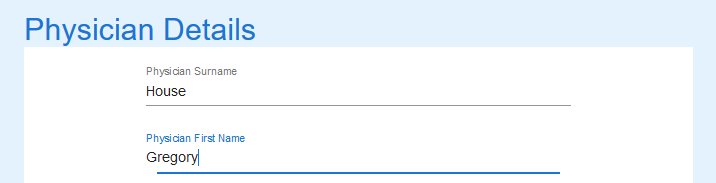 Physician Details
Physician Surname
House
Physician First Name
Gregory